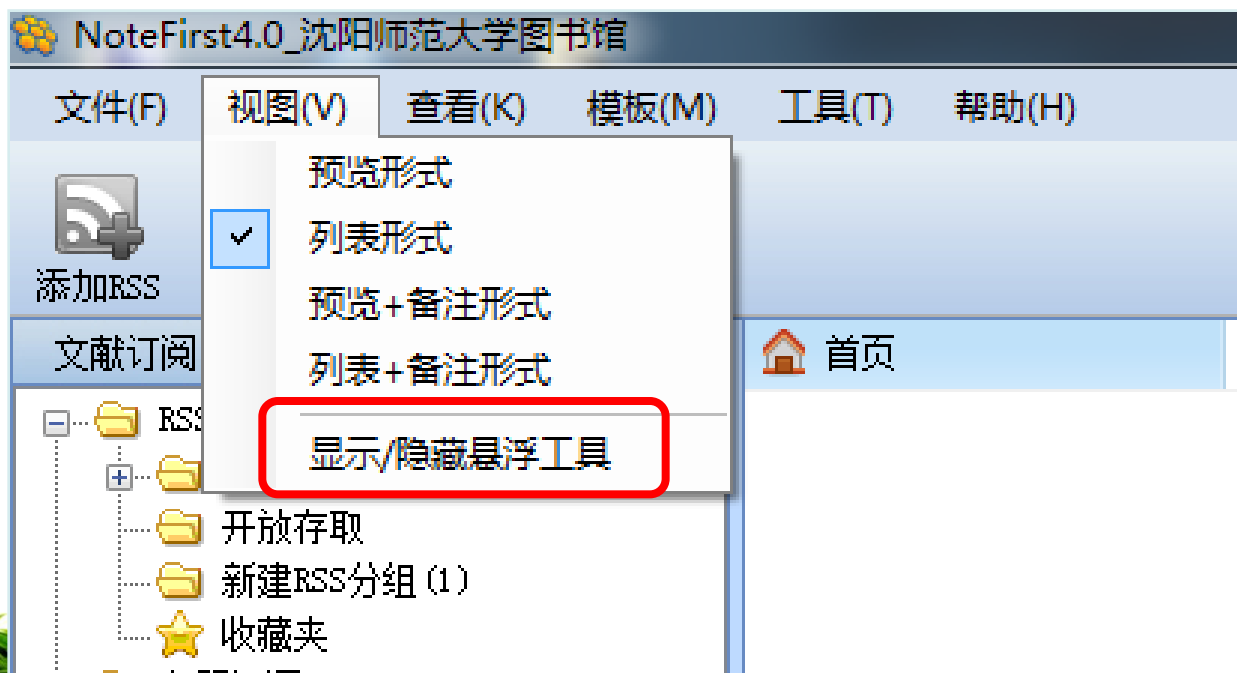 NoteFirst4.0_沈阳师范大学图书馆
文件(F) 视图(V) 查看(K) 模板(M) 工具(T) 帮助(H)
预览形式
列表形式
预览+备注形式
列表+备注形式
显示/隐藏悬浮工具
添加RSS
文献订阅
首页
RSS
开放存取
新建RSS分组(1)
收藏夹